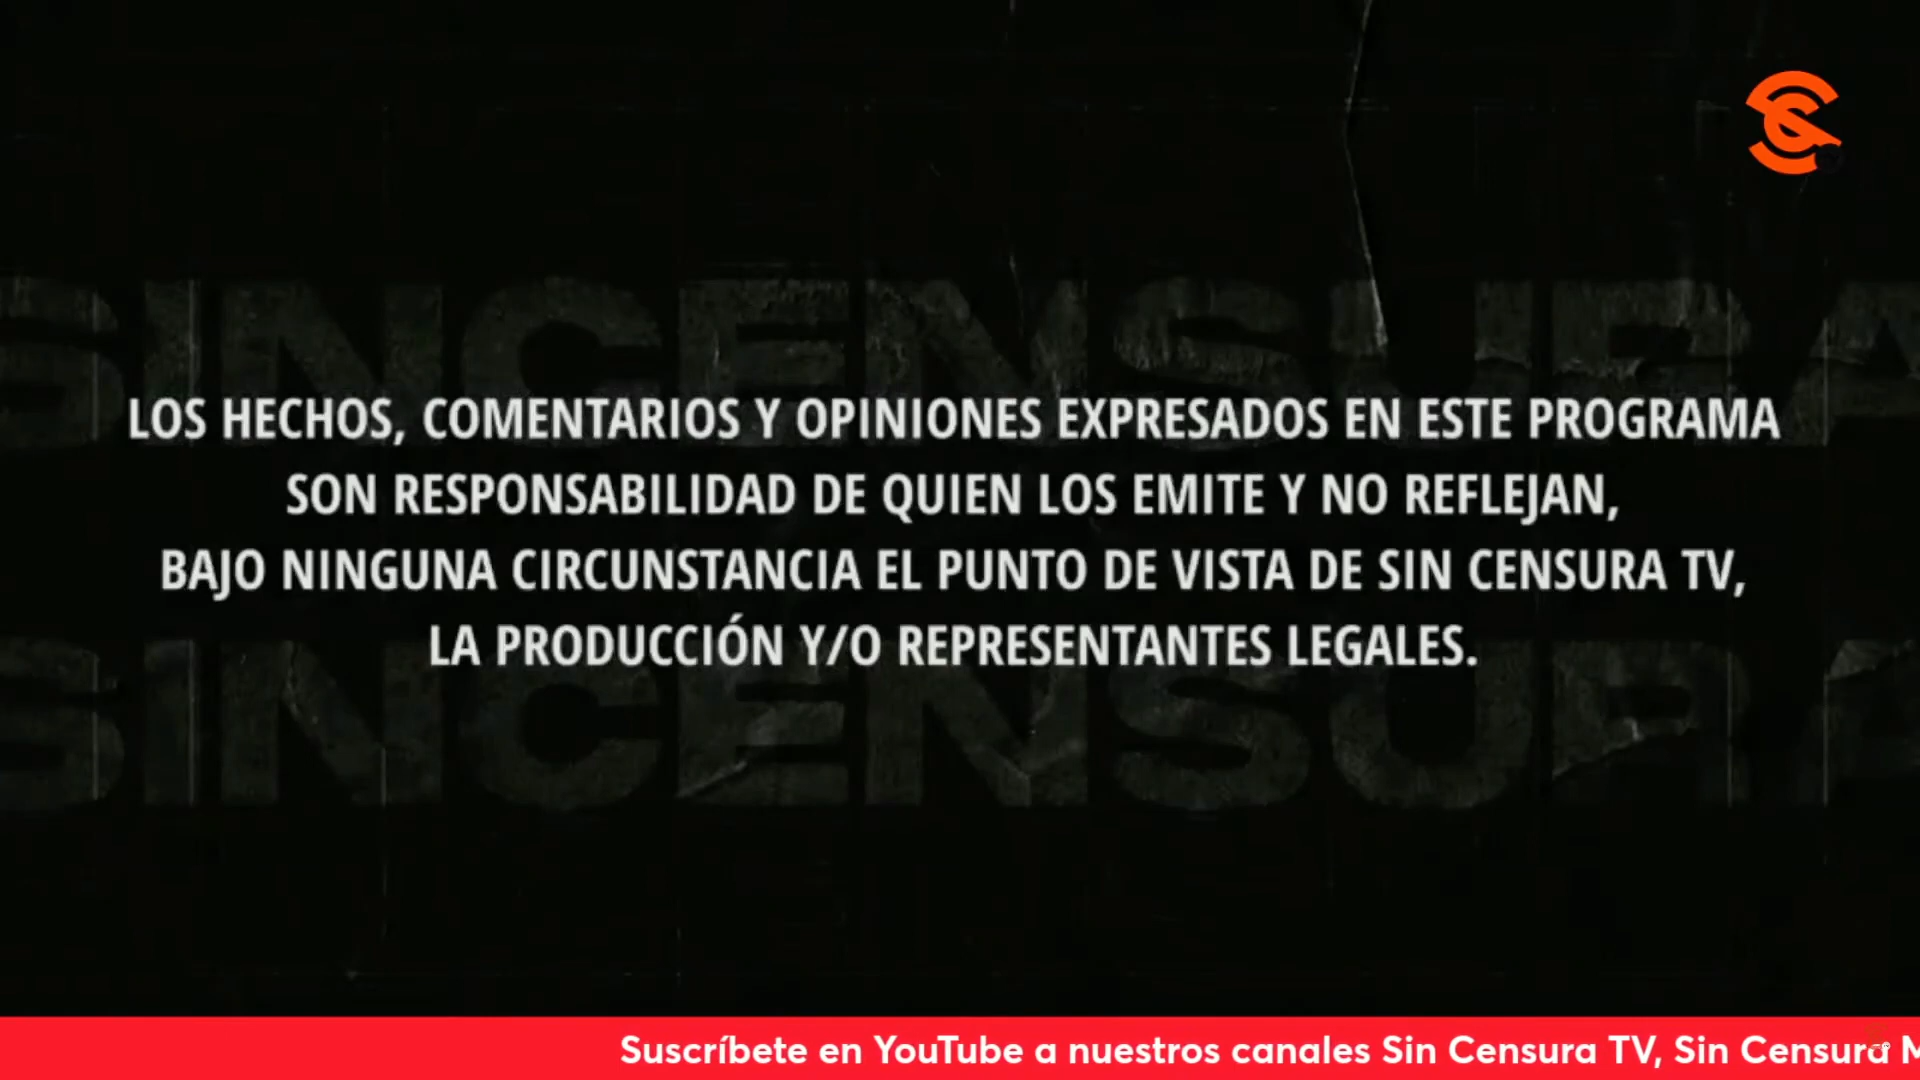 SINCENSURA
LOS HECHOS, COMENTARIOS Y OPINIONES EXPRESADOS EN ESTE PROGRAMA
SON RESPONSABILIDAD DE QUIEN LOS EMITE Y NO REFLEJAN,
BAJO NINGUNA CIRCUNSTANCIA EL PUNTO DE VISTA DE SIN CENSURA TV,
LA PRODUCCIÓN Y/O REPRESENTANTES LEGALES.
SINCENSURA
Suscríbete en YouTube a nuestros canales Sin Censura TV, Sin Censura M